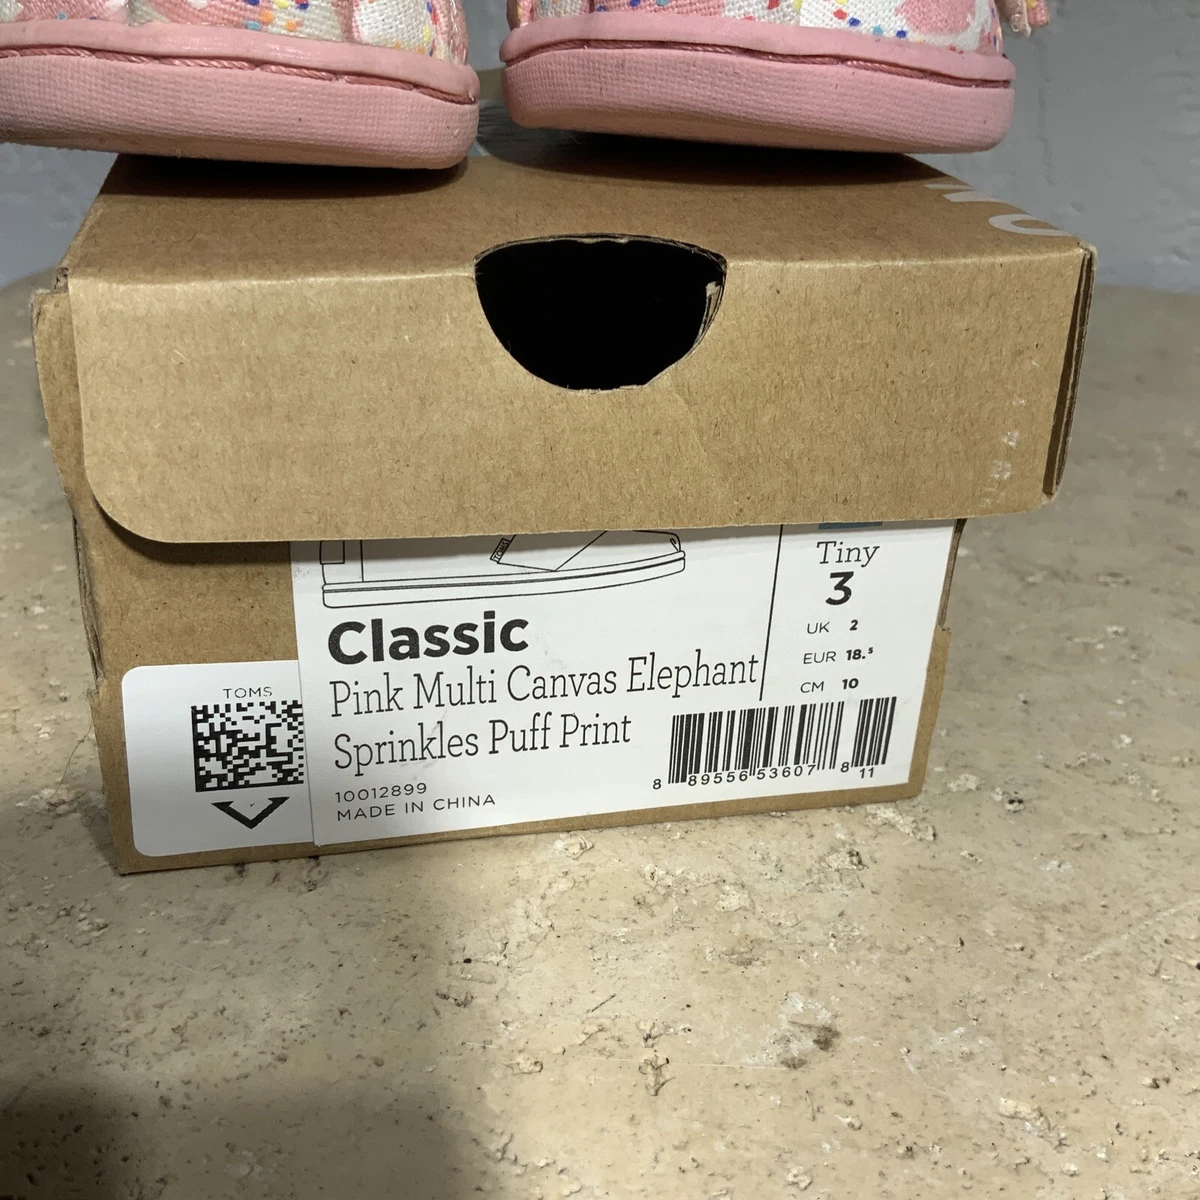 TOMS
Tiny
3
UK 2
EUR 18.⁵
CM 10
Classic
Pink Multi Canvas Elephant
Sprinkles Puff Print
10012899
MADE IN CHINA
TOMS
8 89556 53607 8 11